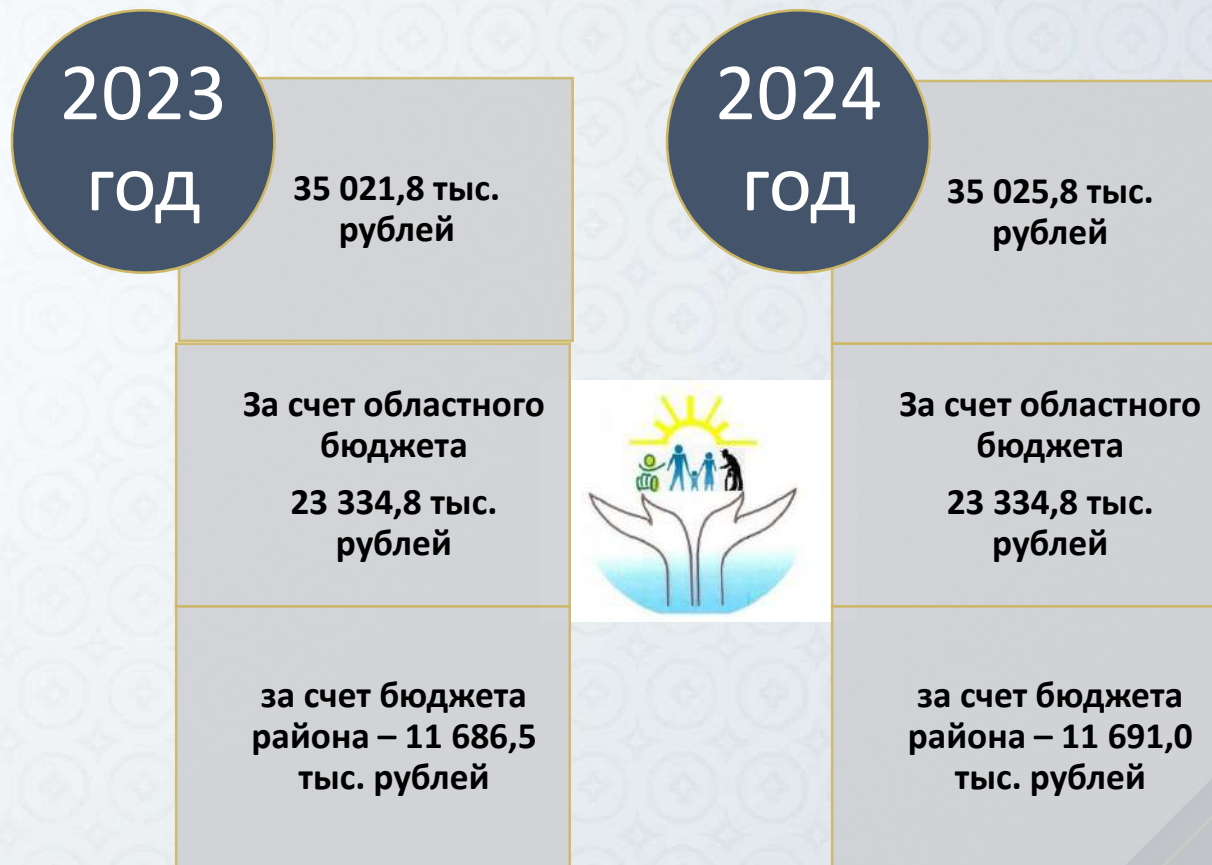 2023
год
35 021,8 тыс.
рублей
За счет областного
бюджета
23 334,8 тыс.
рублей
за счет бюджета
района – 11 686,5
тыс. рублей
2024
год
35 025,8 тыс.
рублей
За счет областного
бюджета
23 334,8 тыс.
рублей
за счет бюджета
района – 11 691,0
тыс. рублей